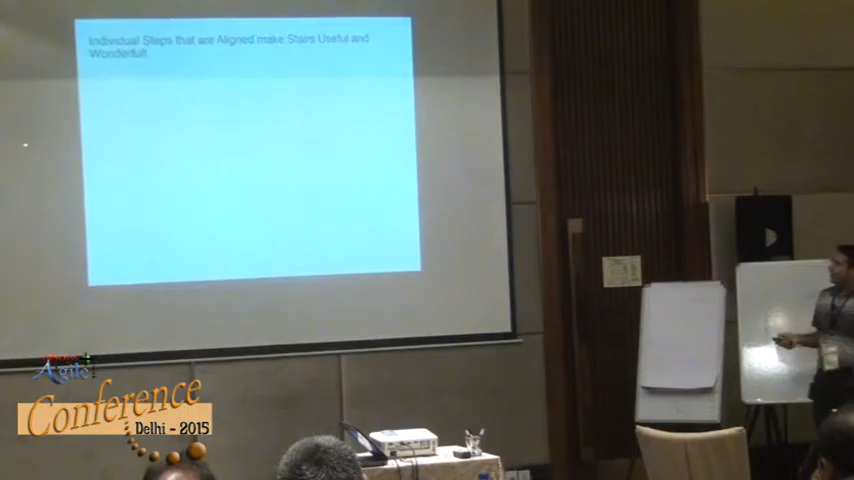 Individual Steps that are Aligned make Stairs Useful and
Wonderful!
Agile
Conference
Delhi - 2015